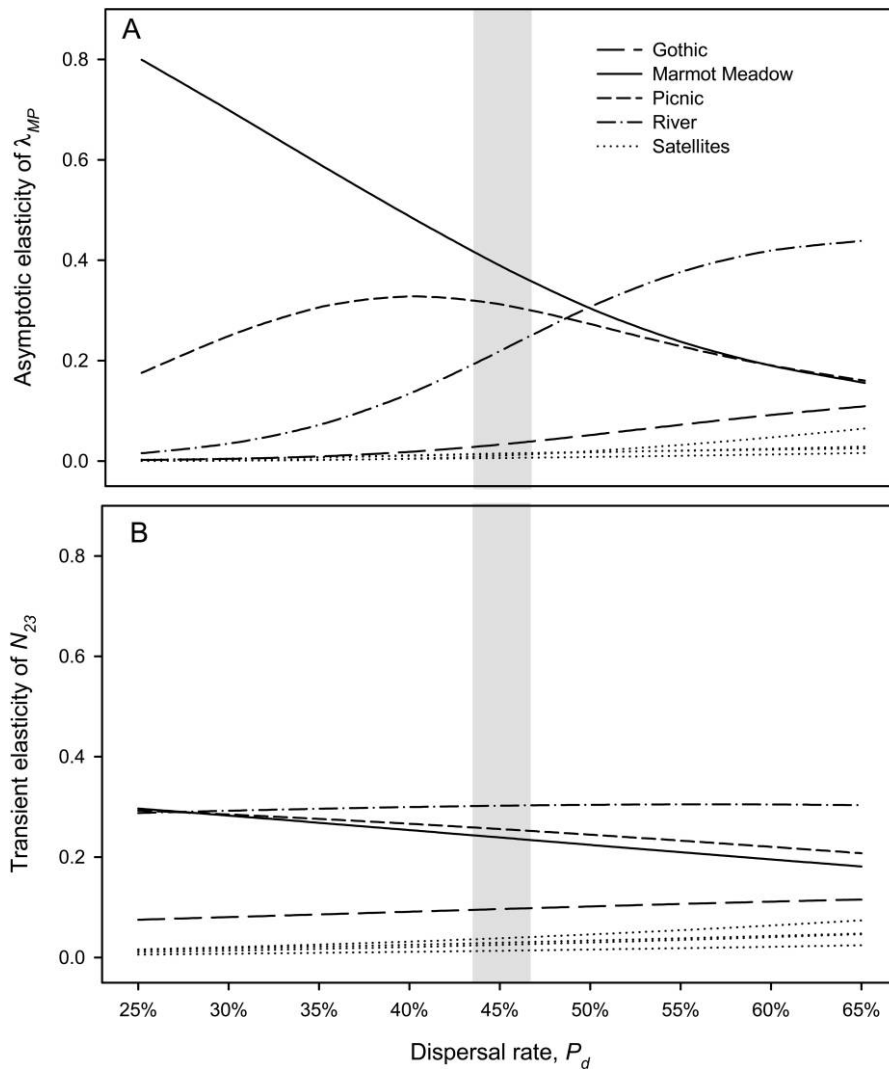 A
Gothic
Marmot Meadow
Picnic
River
Satellites
0.8
0.6
0.4
0.2
0.0
Asymptotic elasticity of λMP
B
0.8
0.6
0.4
0.2
0.0
Transient elasticity of N23
25% 30% 35% 40% 45% 50% 55% 60% 65%
Dispersal rate, Pd